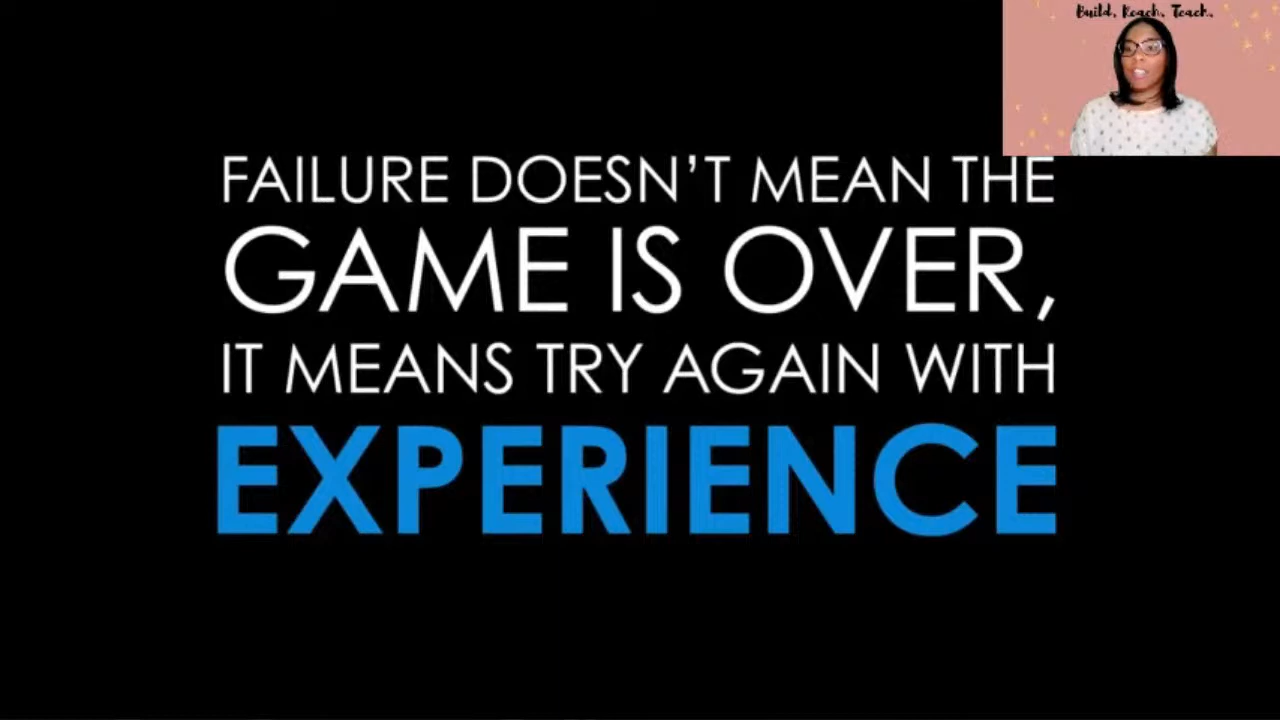 Build. Reach. Teach.
FAILURE DOESN’T MEAN THE
GAME IS OVER,
IT MEANS TRY AGAIN WITH
EXPERIENCE